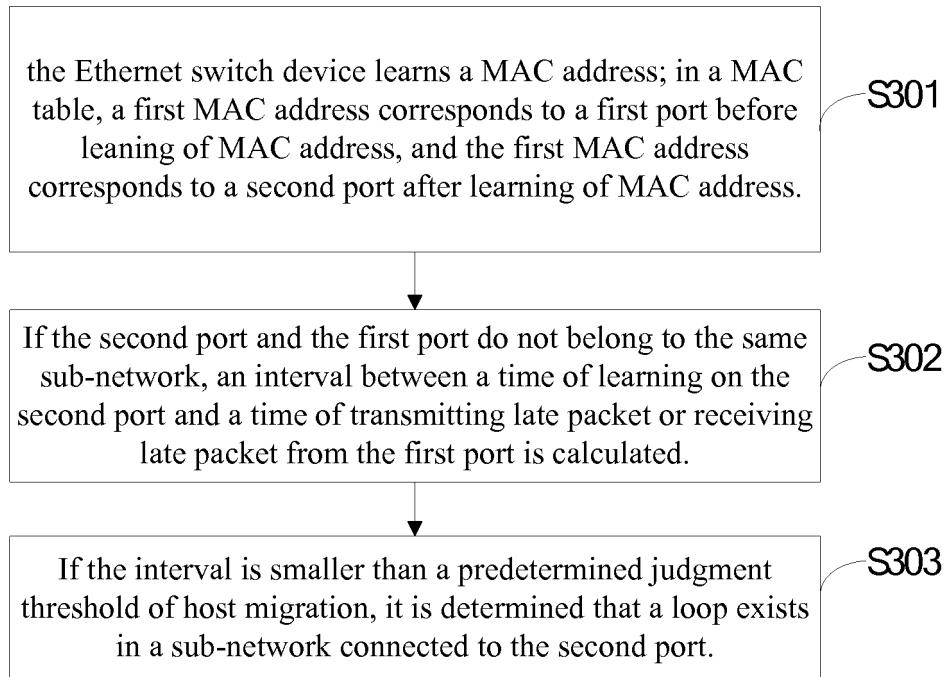 the Ethernet switch device learns a MAC address; in a MAC
table, a first MAC address corresponds to a first port before
leaning of MAC address, and the first MAC address
corresponds to a second port after learning of MAC address.
S301
If the second port and the first port do not belong to the same
sub-network, an interval between a time of learning on the
second port and a time of transmitting late packet or receiving
late packet from the first port is calculated.
S302
If the interval is smaller than a predetermined judgment
threshold of host migration, it is determined that a loop exists
in a sub-network connected to the second port.
S303